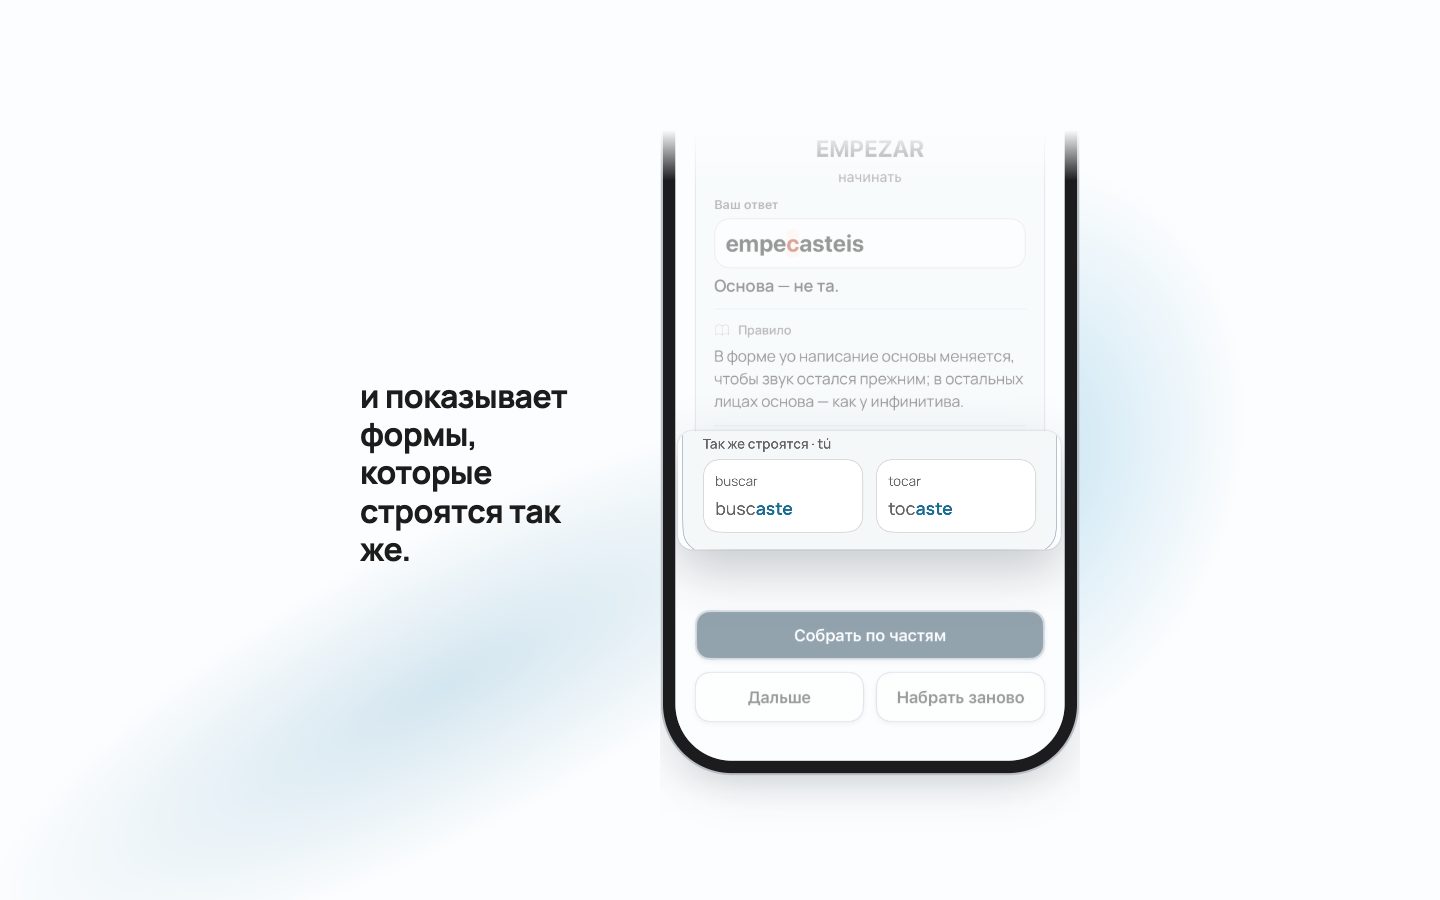 и показывает
формы,
которые
строятся так
же.
EMPEZAR
начинать
Ваш ответ
empecasteis
Основа — не та.
Правило
В форме yo написание основы меняется,
чтобы звук остался прежним; в остальных
лицах основа — как у инфинитива.
Так же строятся · tú
buscar
buscaste
tocar
tocaste
Собрать по частям
Дальше
Набрать заново